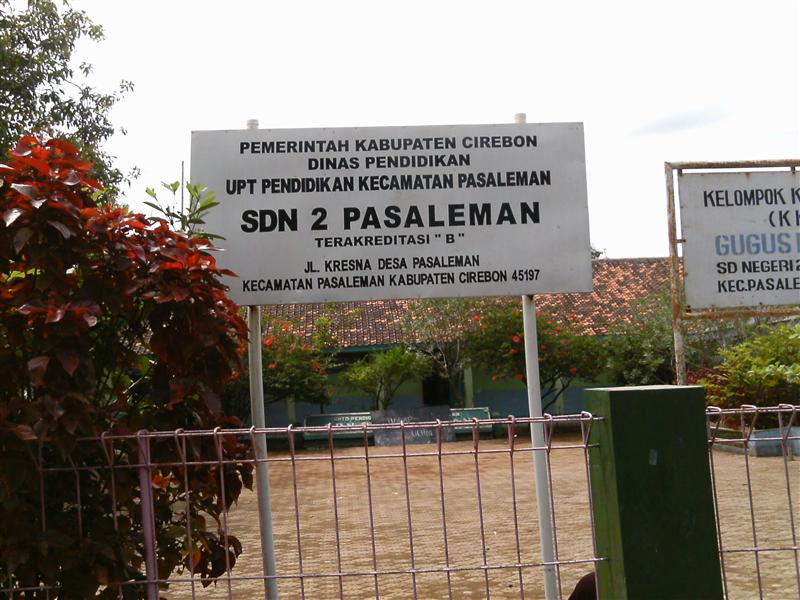 PEMERINTAH KABUPATEN CIREBON
DINAS PENDIDIKAN
UPT PENDIDIKAN KECAMATAN PASALEMAN
SDN 2 PASALEMAN
TERAKREDITASI "B"
JL. KRESNA DESA PASALEMAN
KECAMATAN PASALEMAN KABUPATEN CIREBON 45197
KELOMPOK K
(K
GUGUS
SD NEGERI 2
KEC.PASALE